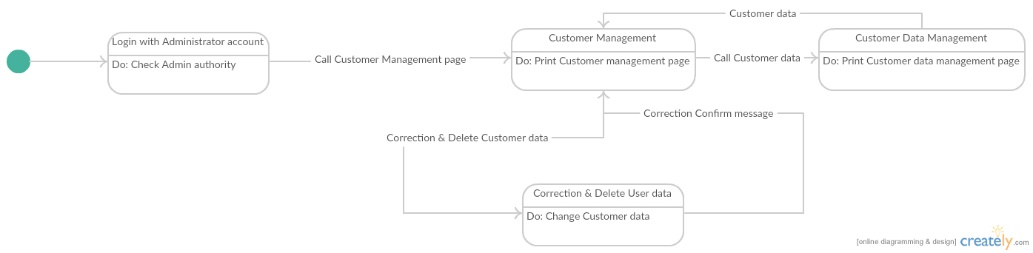 Customer data
Login with Administrator account
Do: Check Admin authority
Call Customer Management page
Customer Management
Do: Print Customer management page
Call Customer data
Customer Data Management
Do: Print Customer data management page
Correction Confirm message
Correction & Delete Customer data
Correction & Delete User data
Do: Change Customer data
[online diagramming & design] creately.com